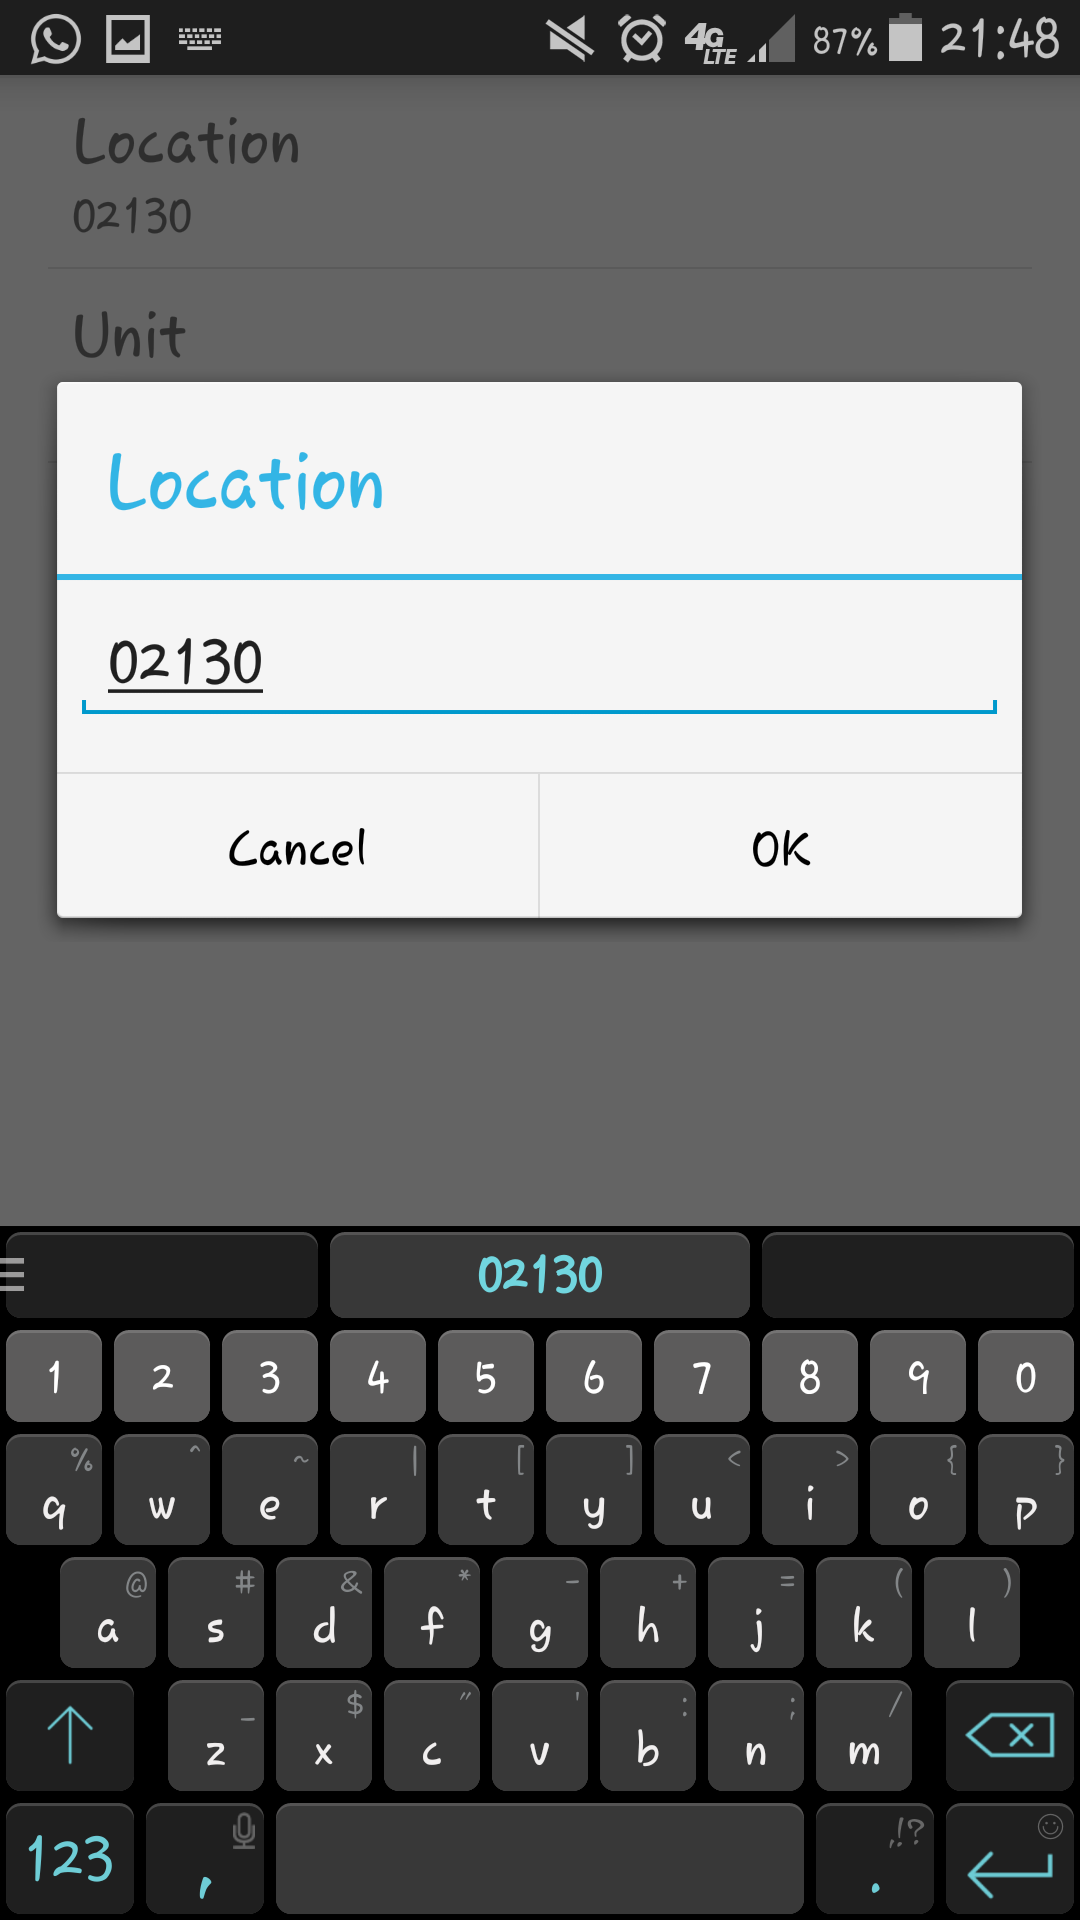 4G LTE 87% 21:48
Location
02130
Unit
Location
02130
Cancel OK
02130
1 2 3 4 5 6 7 8 9 0
% ^ ~ | [ ] < > { }
q w e r t y u i o p
@ # & * - + = ( )
a s d f g h j k l
_ $ " ' : ; /
z x c v b n m
,!?
123 , .